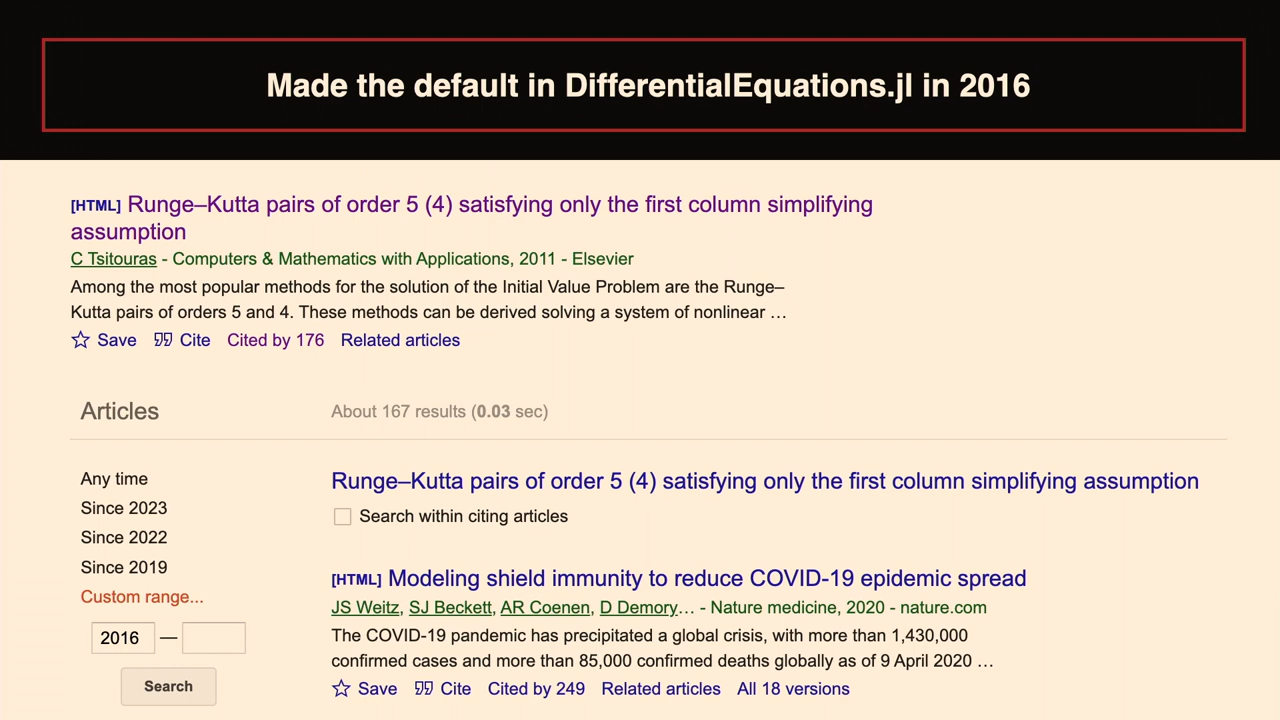 Made the default in DifferentialEquations.jl in 2016
[HTML] Runge–Kutta pairs of order 5 (4) satisfying only the first column simplifying
assumption
C Tsitouras - Computers & Mathematics with Applications, 2011 - Elsevier
Among the most popular methods for the solution of the Initial Value Problem are the Runge–
Kutta pairs of orders 5 and 4. These methods can be derived solving a system of nonlinear …
Save Cite Cited by 176 Related articles
Articles About 167 results (0.03 sec)
Any time
Since 2023
Since 2022
Since 2019
Custom range...
2016 —
Search
Runge–Kutta pairs of order 5 (4) satisfying only the first column simplifying assumption
Search within citing articles
[HTML] Modeling shield immunity to reduce COVID-19 epidemic spread
JS Weitz, SJ Beckett, AR Coenen, D Demory… - Nature medicine, 2020 - nature.com
The COVID-19 pandemic has precipitated a global crisis, with more than 1,430,000
confirmed cases and more than 85,000 confirmed deaths globally as of 9 April 2020 …
Save Cite Cited by 249 Related articles All 18 versions